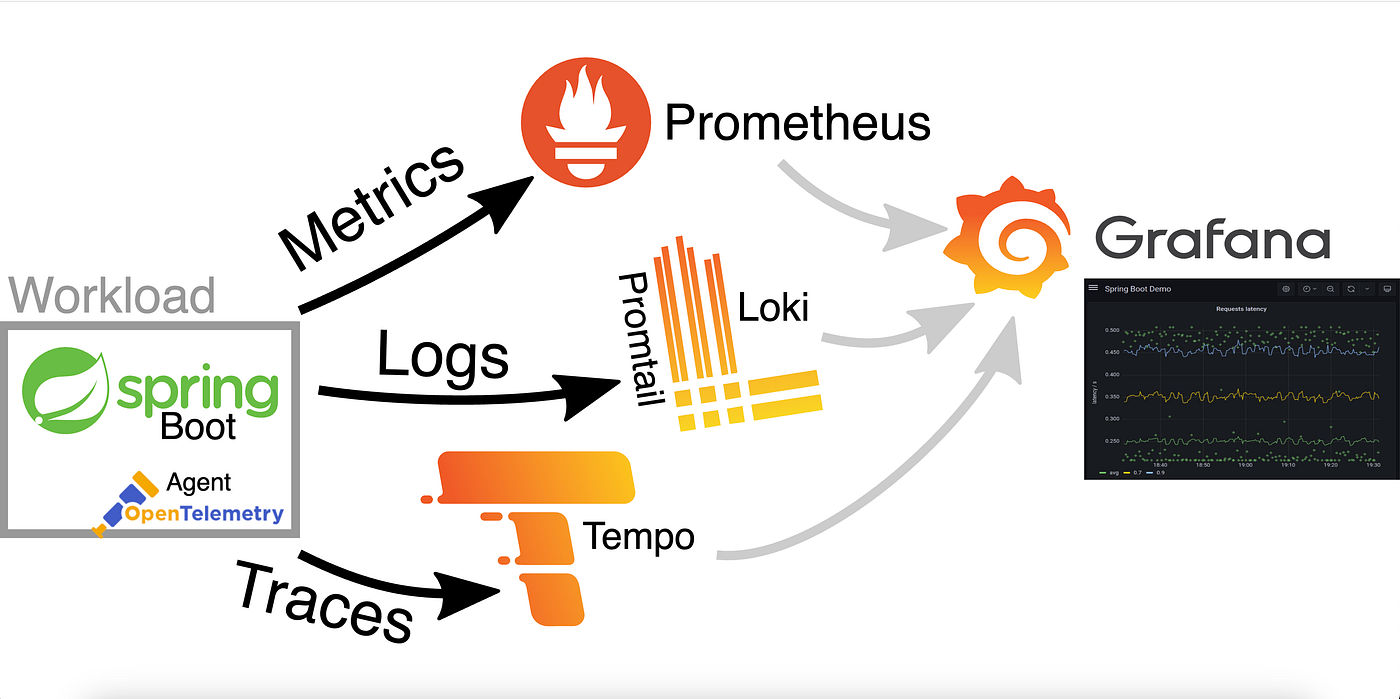 Prometheus
Metrics
Workload
spring
Boot
Agent
OpenTelemetry
Logs
Promtail
Loki
Traces
Tempo
Grafana
Spring Boot Demo
Requests latency
latency / s
0.500
0.450
0.400
0.350
0.300
0.250
18:40 18:50 19:00 19:10 19:20 19:30
avg 0.7 0.9